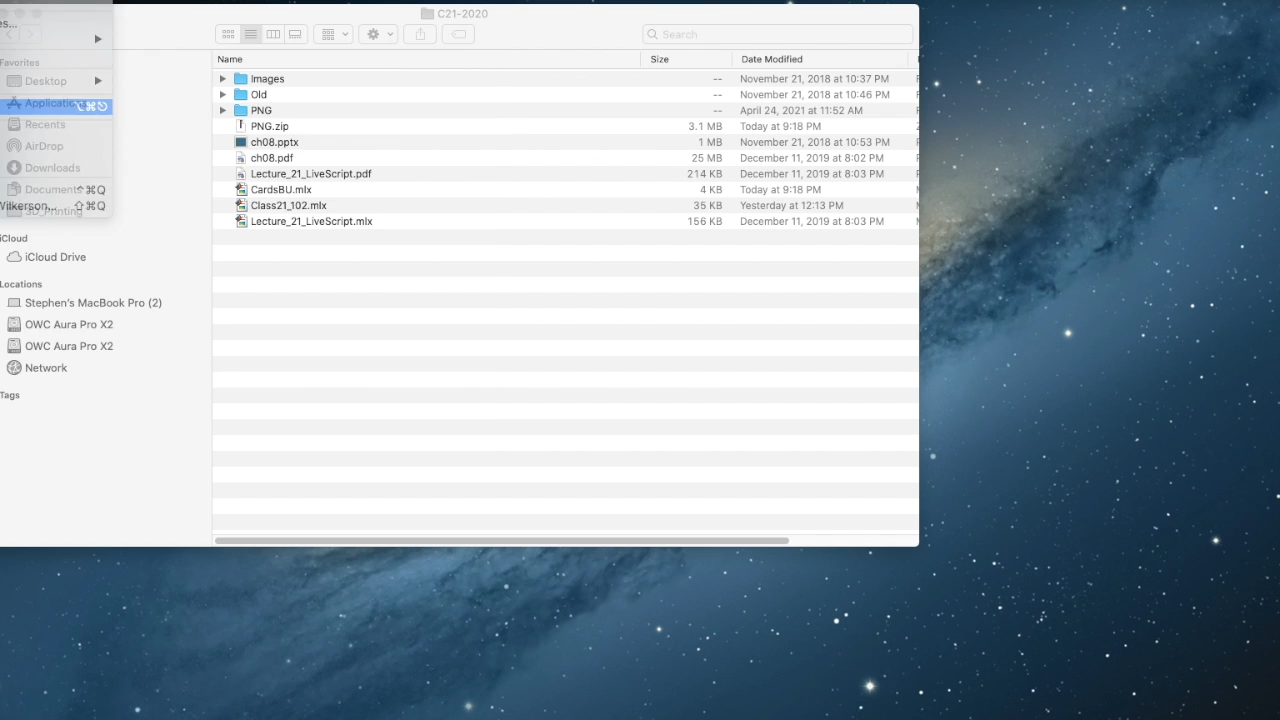 C21-2020
es...
Search
Favorites
Desktop
Applications ⌥⌘⎋
Recents
AirDrop
Downloads
Documents ⌃⌘Q
Wilkerson... ⇧⌘Q
3D_Printing
iCloud
iCloud Drive
Locations
Stephen's MacBook Pro (2)
OWC Aura Pro X2
OWC Aura Pro X2
Network
Tags
Name Size Date Modified
Images -- November 21, 2018 at 10:37 PM
Old -- November 21, 2018 at 10:46 PM
PNG -- April 24, 2021 at 11:52 AM
PNG.zip 3.1 MB Today at 9:18 PM
ch08.pptx 1 MB November 21, 2018 at 10:53 PM
ch08.pdf 25 MB December 11, 2019 at 8:02 PM
Lecture_21_LiveScript.pdf 214 KB December 11, 2019 at 8:03 PM
CardsBU.mlx 4 KB Today at 9:18 PM
Class21_102.mlx 35 KB Yesterday at 12:13 PM
Lecture_21_LiveScript.mlx 156 KB December 11, 2019 at 8:03 PM